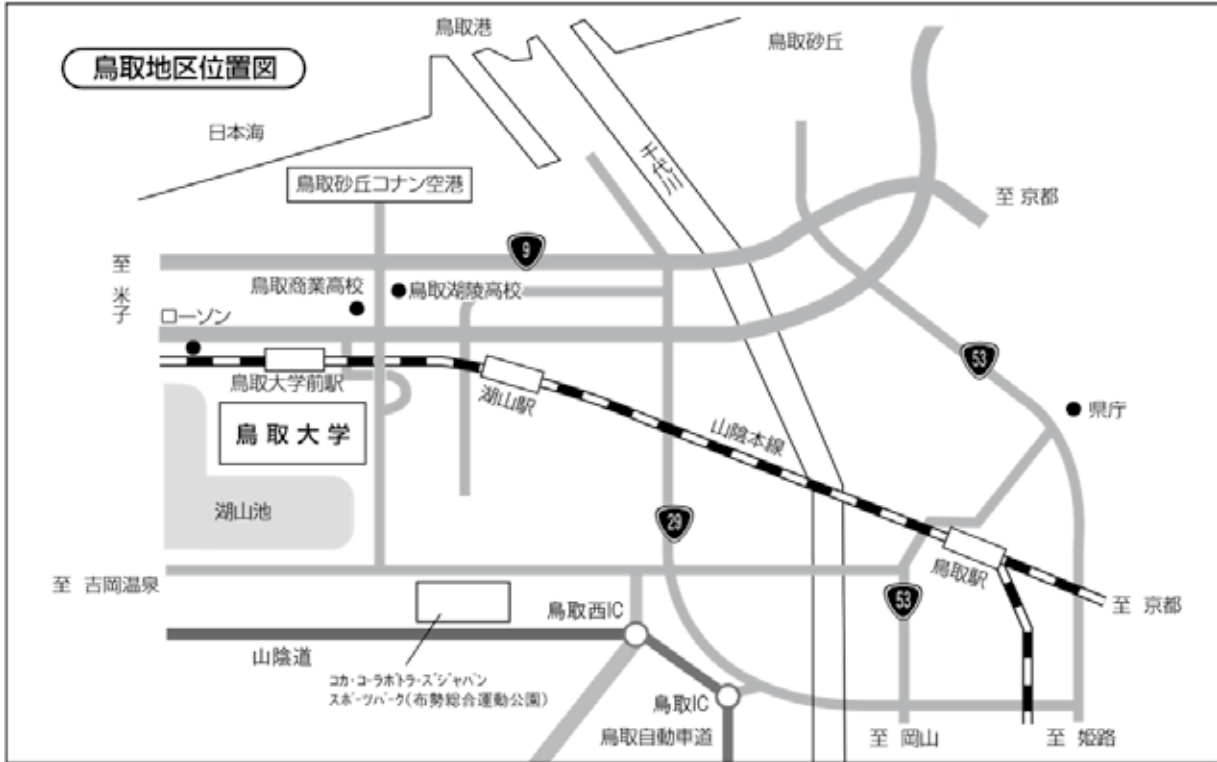 鳥取港
鳥取砂丘
鳥取地区位置図
日本海
千代川
鳥取砂丘コナン空港
至 京都
9
至 米子
鳥取商業高校
鳥取湖陵高校
ローソン
53
鳥取大学前駅
湖山駅
県庁
鳥取大学
山陰本線
湖山池
29
鳥取駅
至 吉岡温泉
53
至 京都
鳥取西IC
山陰道
コカ・コーラボトラーズジャパン
スポーツパーク(布勢総合運動公園)
鳥取IC
鳥取自動車道
至 岡山
至 姫路